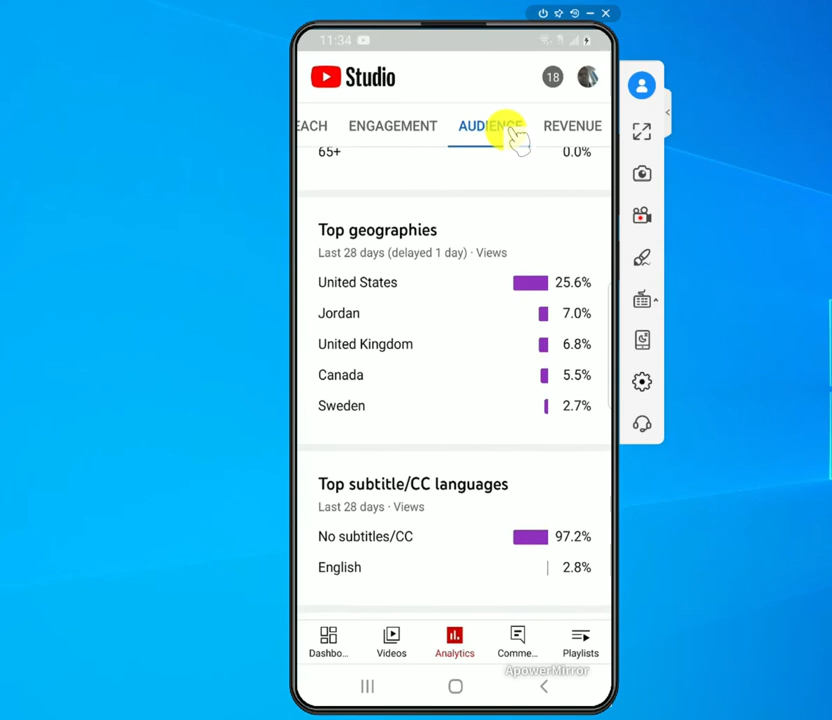 11:34
Studio
18
EACH ENGAGEMENT AUDIENCE REVENUE
65+ 0.0%
Top geographies
Last 28 days (delayed 1 day) · Views
United States 25.6%
Jordan 7.0%
United Kingdom 6.8%
Canada 5.5%
Sweden 2.7%
Top subtitle/CC languages
Last 28 days · Views
No subtitles/CC 97.2%
English 2.8%
Dashbo... Videos Analytics Comme... Playlists
ApowerMirror